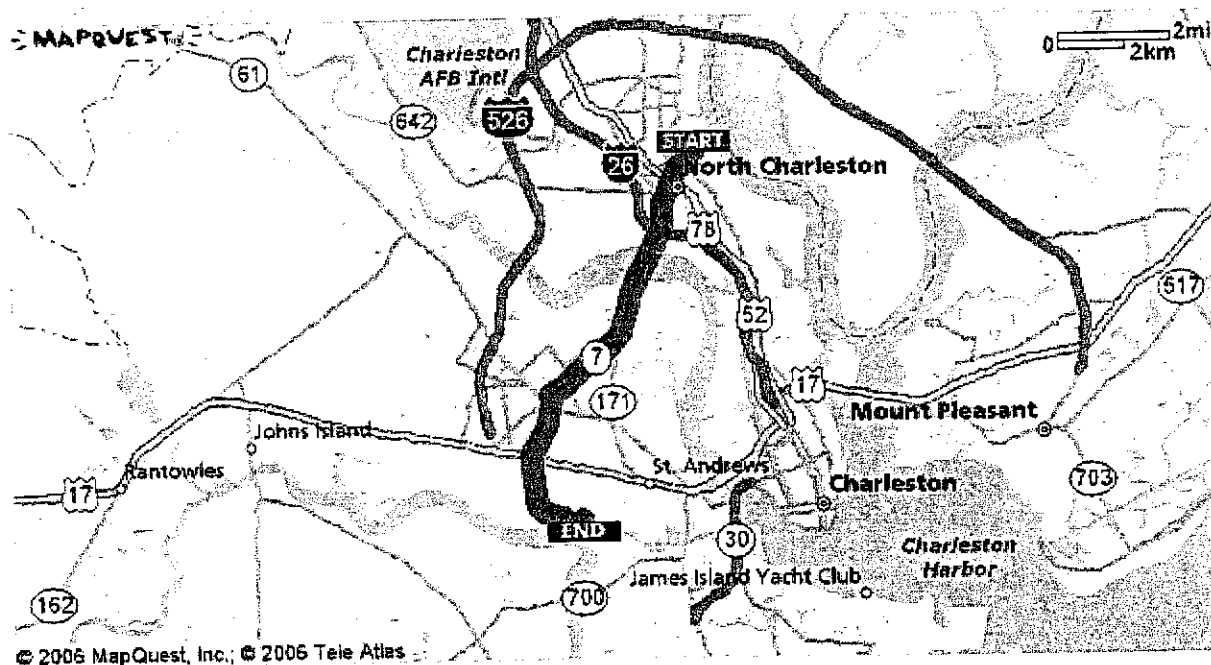 MAPQUEST
0 2mi
2km
61
Charleston
AFB Intl
642
526
START
26
North Charleston
78
617
52
7
17
171
Mount Pleasant
Johns Island
St. Andrews
Rantowles
17
703
Charleston
END
30
Charleston
Harbor
James Island Yacht Club
700
162
© 2006 MapQuest, Inc.; © 2006 Tele Atlas